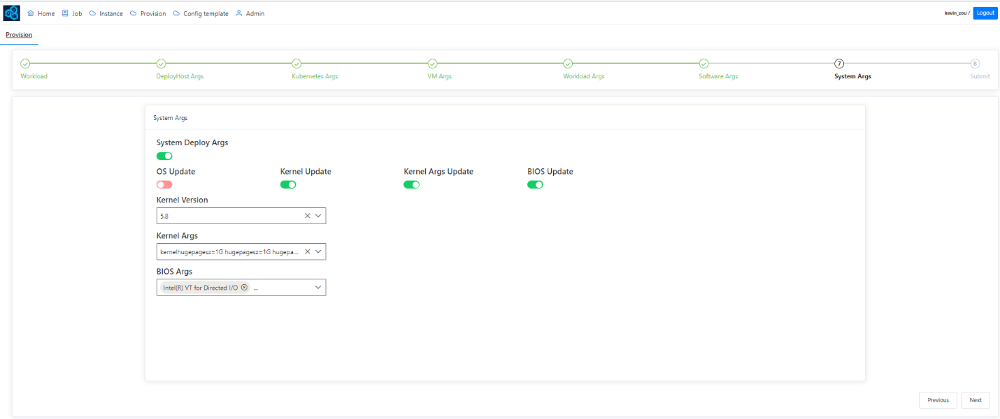 Home Job Instance Provision Config template Admin kevin_zou / Logout
Provision
7 8
Workload DeployHost Args Kubernetes Args VM Args Workload Args Software Args System Args Submit
System Args
System Deploy Args
OS Update Kernel Update Kernel Args Update BIOS Update
Kernel Version
5.8
Kernel Args
kernelhugepagesz=1G hugepagesz=1G hugepa...
BIOS Args
Intel(R) VT for Directed I/O ...
Previous Next